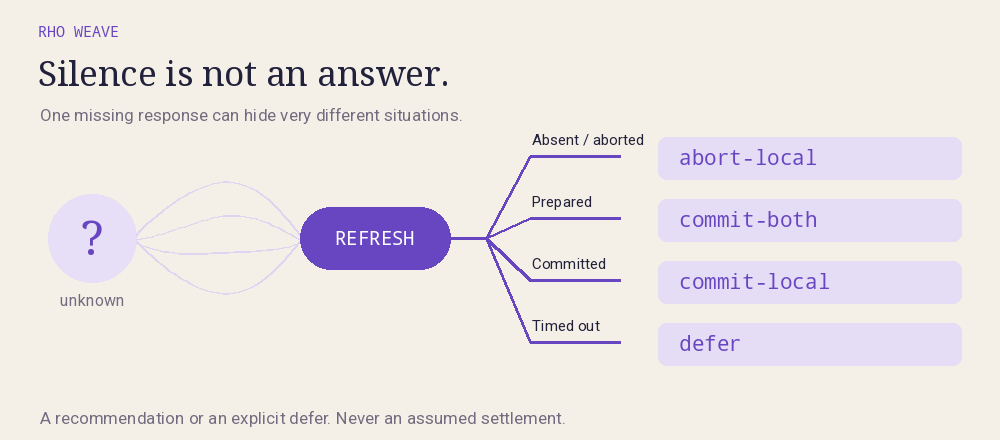 RHO WEAVE
Silence is not an answer.
One missing response can hide very different situations.
?
unknown
REFRESH
Absent / aborted
abort-local
Prepared
commit-both
Committed
commit-local
Timed out
defer
A recommendation or an explicit defer. Never an assumed settlement.